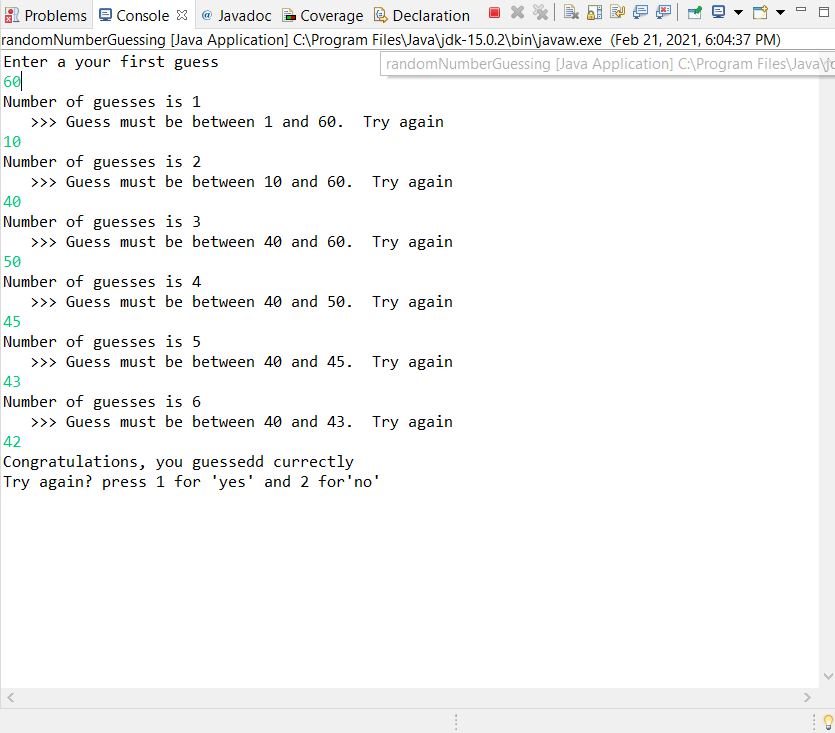 Problems Console Javadoc Coverage Declaration
randomNumberGuessing [Java Application] C:\Program Files\Java\jdk-15.0.2\bin\javaw.exe (Feb 21, 2021, 6:04:37 PM)
Enter a your first guess
randomNumberGuessing [Java Application] C:\Program Files\Java\jd
60
Number of guesses is 1
   >>> Guess must be between 1 and 60.  Try again
10
Number of guesses is 2
   >>> Guess must be between 10 and 60.  Try again
40
Number of guesses is 3
   >>> Guess must be between 40 and 60.  Try again
50
Number of guesses is 4
   >>> Guess must be between 40 and 50.  Try again
45
Number of guesses is 5
   >>> Guess must be between 40 and 45.  Try again
43
Number of guesses is 6
   >>> Guess must be between 40 and 43.  Try again
42
Congratulations, you guessedd currectly
Try again? press 1 for 'yes' and 2 for'no'